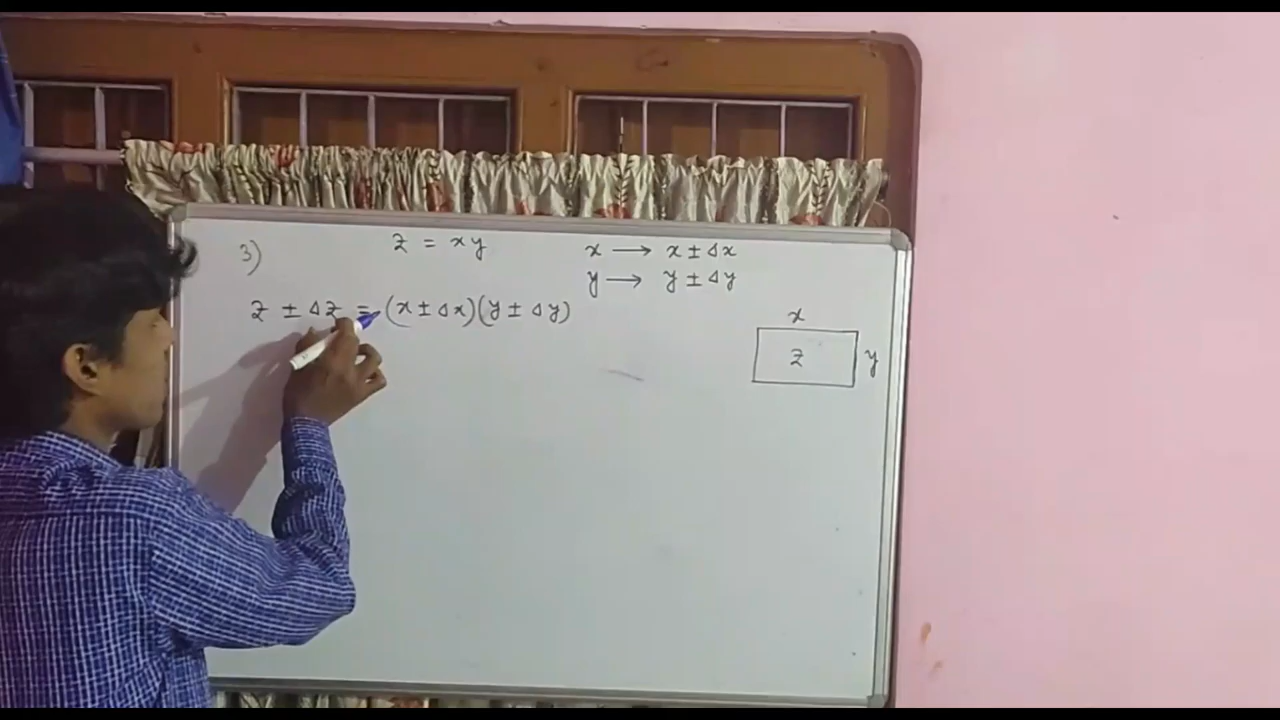 3) z = xy x ⟶ x ± Δx
y ⟶ y ± Δy
z ± Δz = (x ± Δx)(y ± Δy)
x
z y